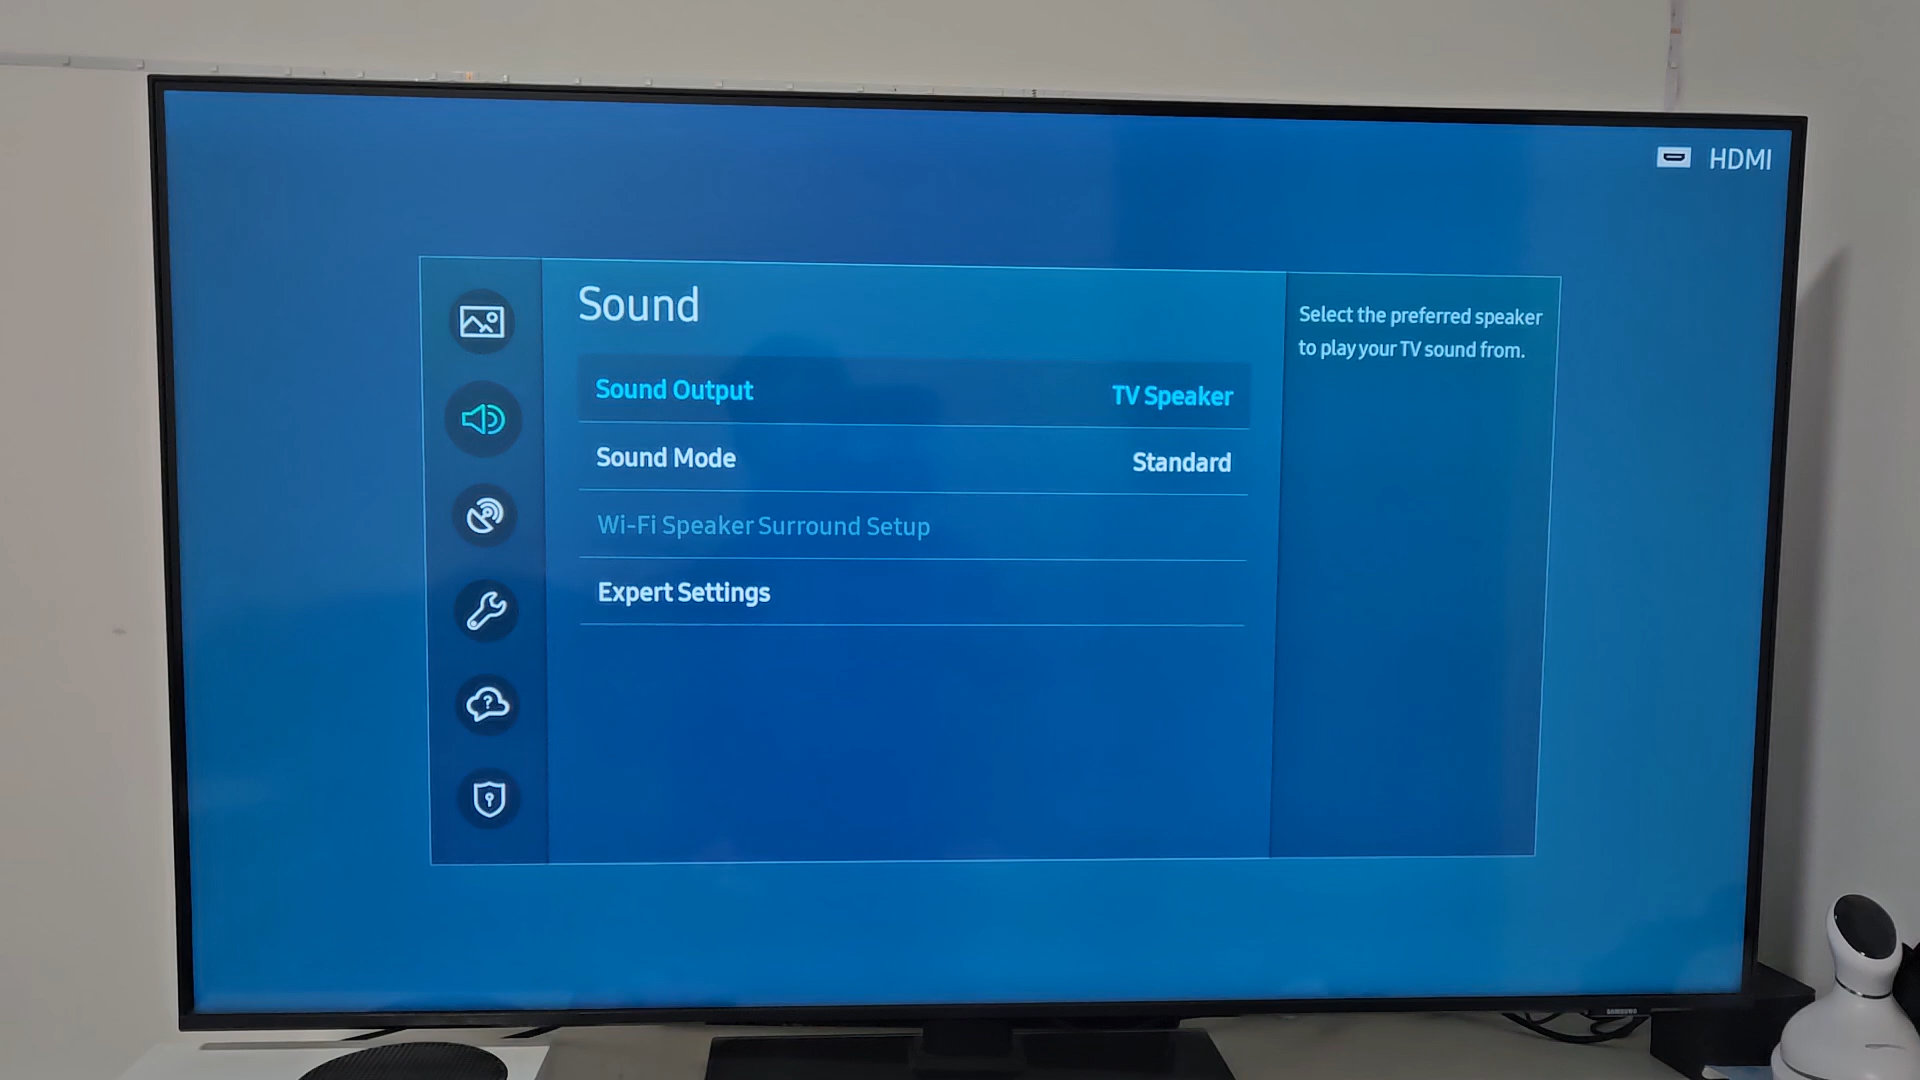 HDMI
Sound
Select the preferred speaker
to play your TV sound from.
Sound Output TV Speaker
Sound Mode Standard
Wi-Fi Speaker Surround Setup
Expert Settings
?
SAMSUNG